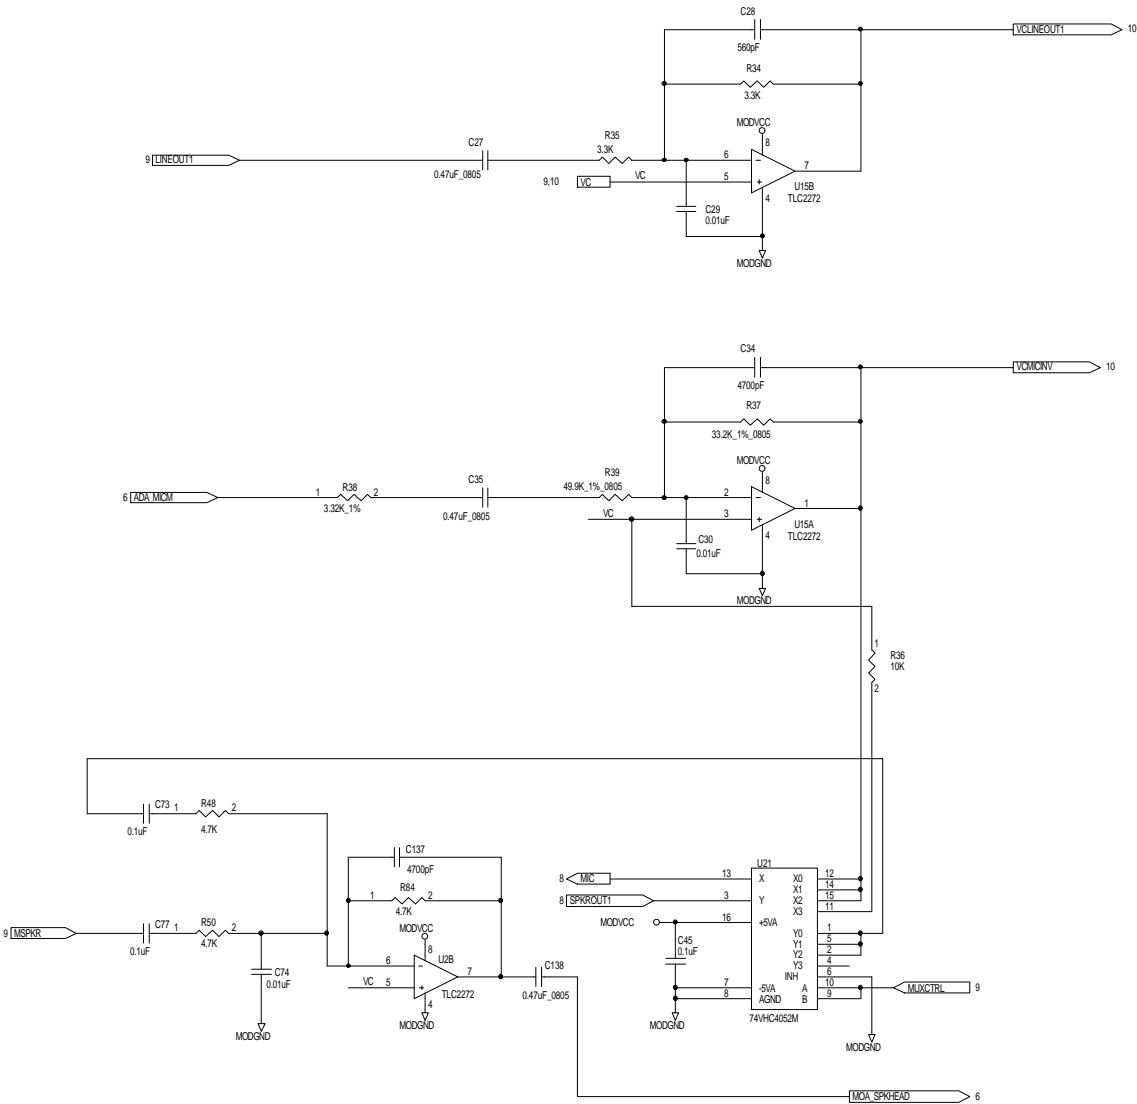 C28
560pF
VCLINEOUT1 10
R34
3.3K
MODVCC
8
C27
0.47uF_0805
R35
3.3K
9 LINEOUT1
6
7
9,10 VC VC 5
U15B
TLC2272
4
C29
0.01uF
MODGND
C34
4700pF
VCMICINV 10
R37
33.2K_1%_0805
MODVCC
8
6 ADA_MICM
1 R38 2
3.32K_1%
C35
0.47uF_0805
R39
49.9K_1%_0805
2
1
VC 3
U15A
TLC2272
4
C30
0.01uF
MODGND
1
R36
10K
2
C73
0.1uF
1 R48 2
4.7K
C137
4700pF
1 R84 2
4.7K
MODVCC
8
9 MSPKR
C77
0.1uF
1 R50 2
4.7K
6
U2B
7
VC 5
TLC2272
4
MODGND
C74
0.01uF
MODGND
C138
0.47uF_0805
U21
8 MIC 13 X X0 12
X1 14
8 SPKROUT1 3 Y X2 15
X3 11
MODVCC 16 +5VA
Y0 1
Y1 5
Y2 2
Y3 4
INH 6
C45
0.1uF
7 -5VA A 10 MUXCTRL 9
8 AGND B 9
74VHC4052M
MODGND
MODGND
MOA_SPKHEAD 6